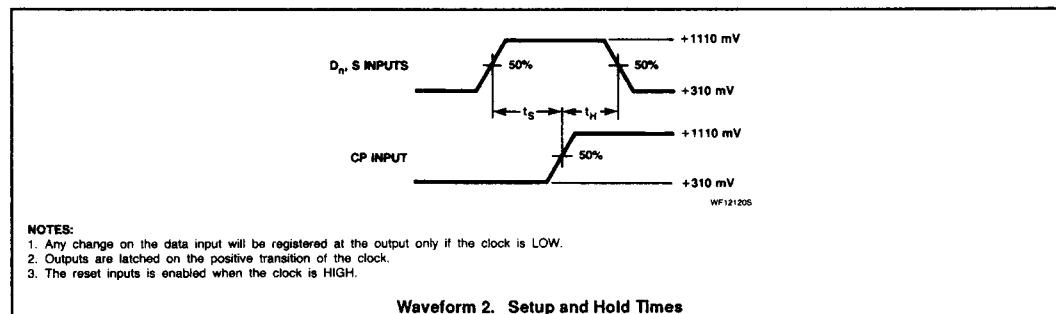 +1110 mV
Dn, S INPUTS
50%
50%
+310 mV
tS
tH
+1110 mV
CP INPUT
50%
+310 mV
WF12120S
NOTES:
1. Any change on the data input will be registered at the output only if the clock is LOW.
2. Outputs are latched on the positive transition of the clock.
3. The reset inputs is enabled when the clock is HIGH.
Waveform 2. Setup and Hold Times